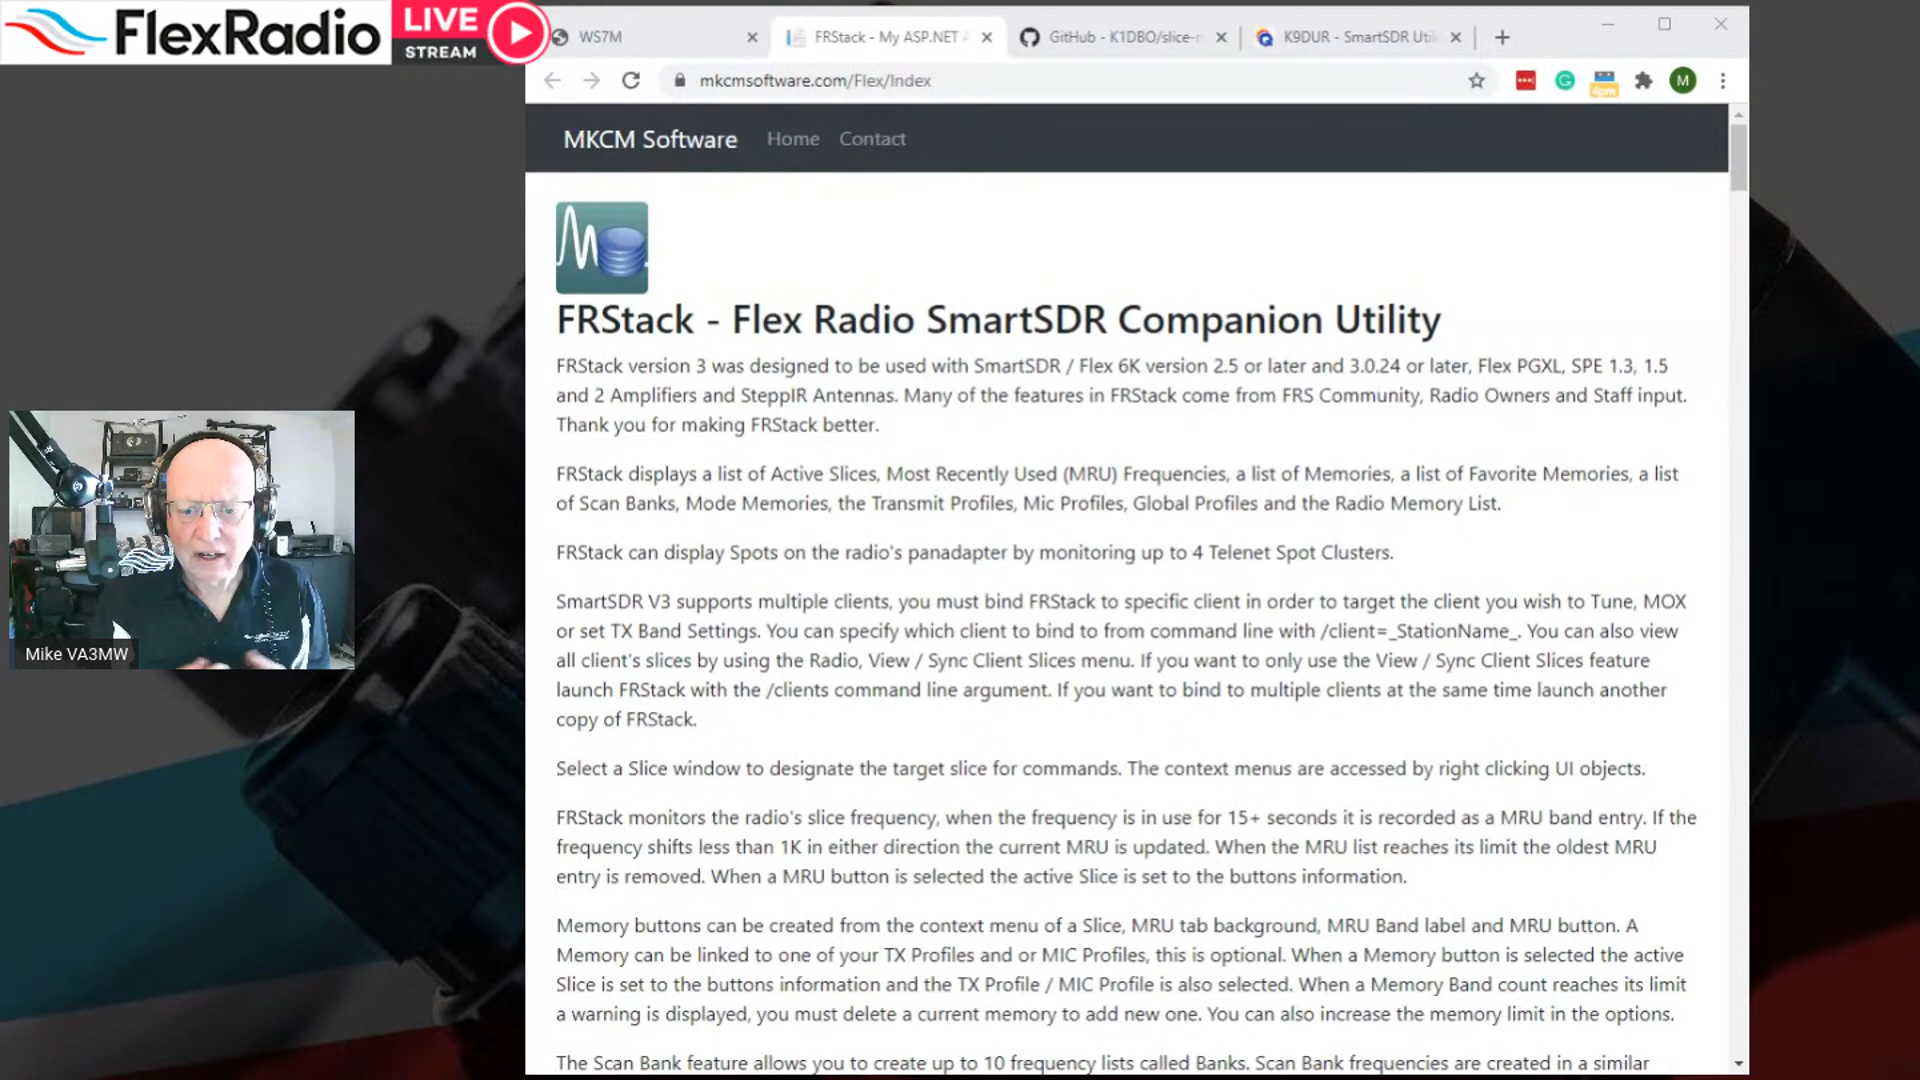 FlexRadio
LIVE
STREAM
WS7M
FRStack - My ASP.NET A
GitHub - K1DBO/slice-
K9DUR - SmartSDR Util
mkcmsoftware.com/Flex/Index
4pm
M
MKCM Software Home Contact
FRStack - Flex Radio SmartSDR Companion Utility
FRStack version 3 was designed to be used with SmartSDR / Flex 6K version 2.5 or later and 3.0.24 or later, Flex PGXL, SPE 1.3, 1.5
and 2 Amplifiers and SteppIR Antennas. Many of the features in FRStack come from FRS Community, Radio Owners and Staff input.
Thank you for making FRStack better.
FRStack displays a list of Active Slices, Most Recently Used (MRU) Frequencies, a list of Memories, a list of Favorite Memories, a list
of Scan Banks, Mode Memories, the Transmit Profiles, Mic Profiles, Global Profiles and the Radio Memory List.
FRStack can display Spots on the radio's panadapter by monitoring up to 4 Telenet Spot Clusters.
SmartSDR V3 supports multiple clients, you must bind FRStack to specific client in order to target the client you wish to Tune, MOX
or set TX Band Settings. You can specify which client to bind to from command line with /client=_StationName_. You can also view
all client's slices by using the Radio, View / Sync Client Slices menu. If you want to only use the View / Sync Client Slices feature
launch FRStack with the /clients command line argument. If you want to bind to multiple clients at the same time launch another
copy of FRStack.
Select a Slice window to designate the target slice for commands. The context menus are accessed by right clicking UI objects.
FRStack monitors the radio's slice frequency, when the frequency is in use for 15+ seconds it is recorded as a MRU band entry. If the
frequency shifts less than 1K in either direction the current MRU is updated. When the MRU list reaches its limit the oldest MRU
entry is removed. When a MRU button is selected the active Slice is set to the buttons information.
Memory buttons can be created from the context menu of a Slice, MRU tab background, MRU Band label and MRU button. A
Memory can be linked to one of your TX Profiles and or MIC Profiles, this is optional. When a Memory button is selected the active
Slice is set to the buttons information and the TX Profile / MIC Profile is also selected. When a Memory Band count reaches its limit
a warning is displayed, you must delete a current memory to add new one. You can also increase the memory limit in the options.
The Scan Bank feature allows you to create up to 10 frequency lists called Banks. Scan Bank frequencies are created in a similar
Mike VA3MW